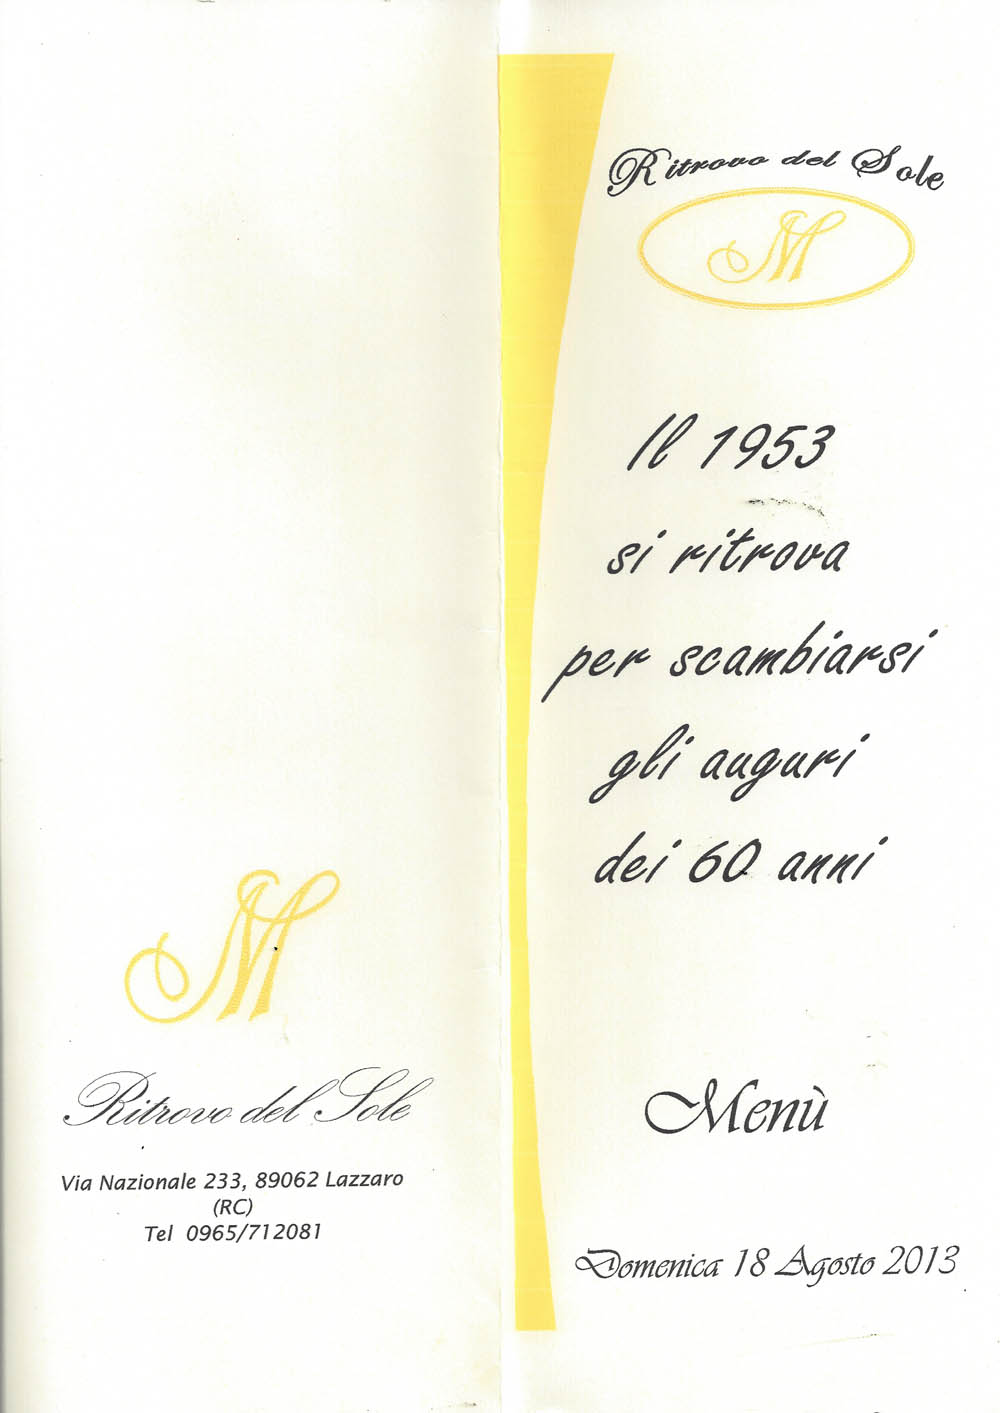 Ritrovo del Sole
M
Il 1953
si ritrova
per scambiarsi
gli auguri
dei 60 anni
Menù
Domenica 18 Agosto 2013
M
Ritrovo del Sole
Via Nazionale 233, 89062 Lazzaro
(RC)
Tel 0965/712081